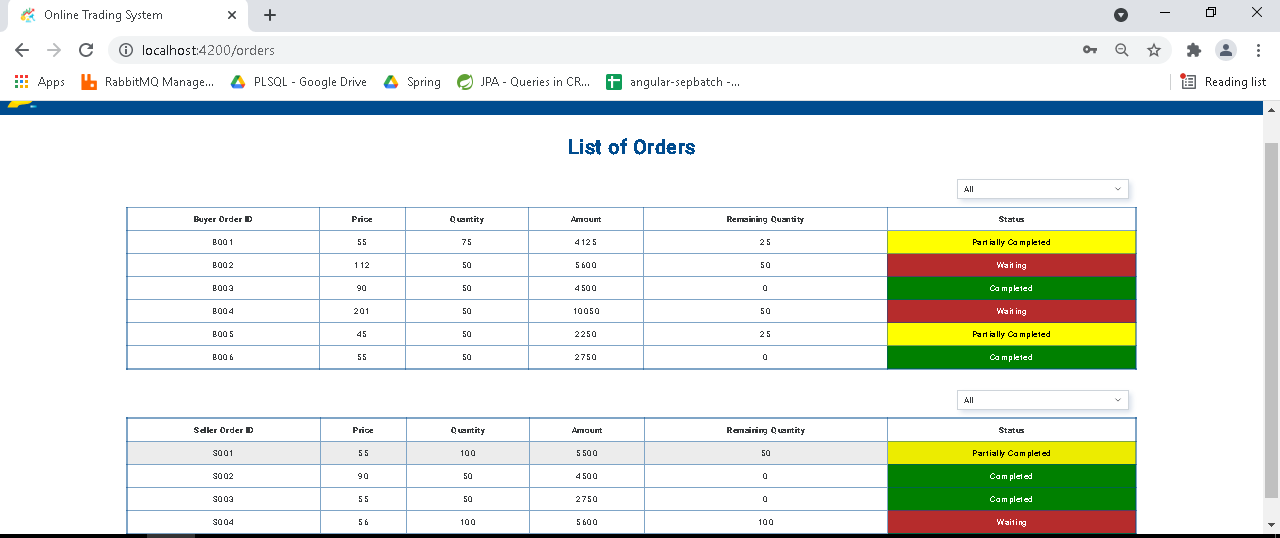 Online Trading System
localhost:4200/orders
Apps RabbitMQ Manage... PLSQL - Google Drive Spring JPA - Queries in CR... angular-sepbatch -... Reading list
List of Orders
All
Buyer Order ID Price Quantity Amount Remaining Quantity Status
B001 55 75 4125 25 Partially Completed
B002 112 50 5600 50 Waiting
B003 90 50 4500 0 Completed
B004 201 50 10050 50 Waiting
B005 45 50 2250 25 Partially Completed
B006 55 50 2750 0 Completed
All
Seller Order ID Price Quantity Amount Remaining Quantity Status
S001 55 100 5500 50 Partially Completed
S002 90 50 4500 0 Completed
S003 55 50 2750 0 Completed
S004 56 100 5600 100 Waiting